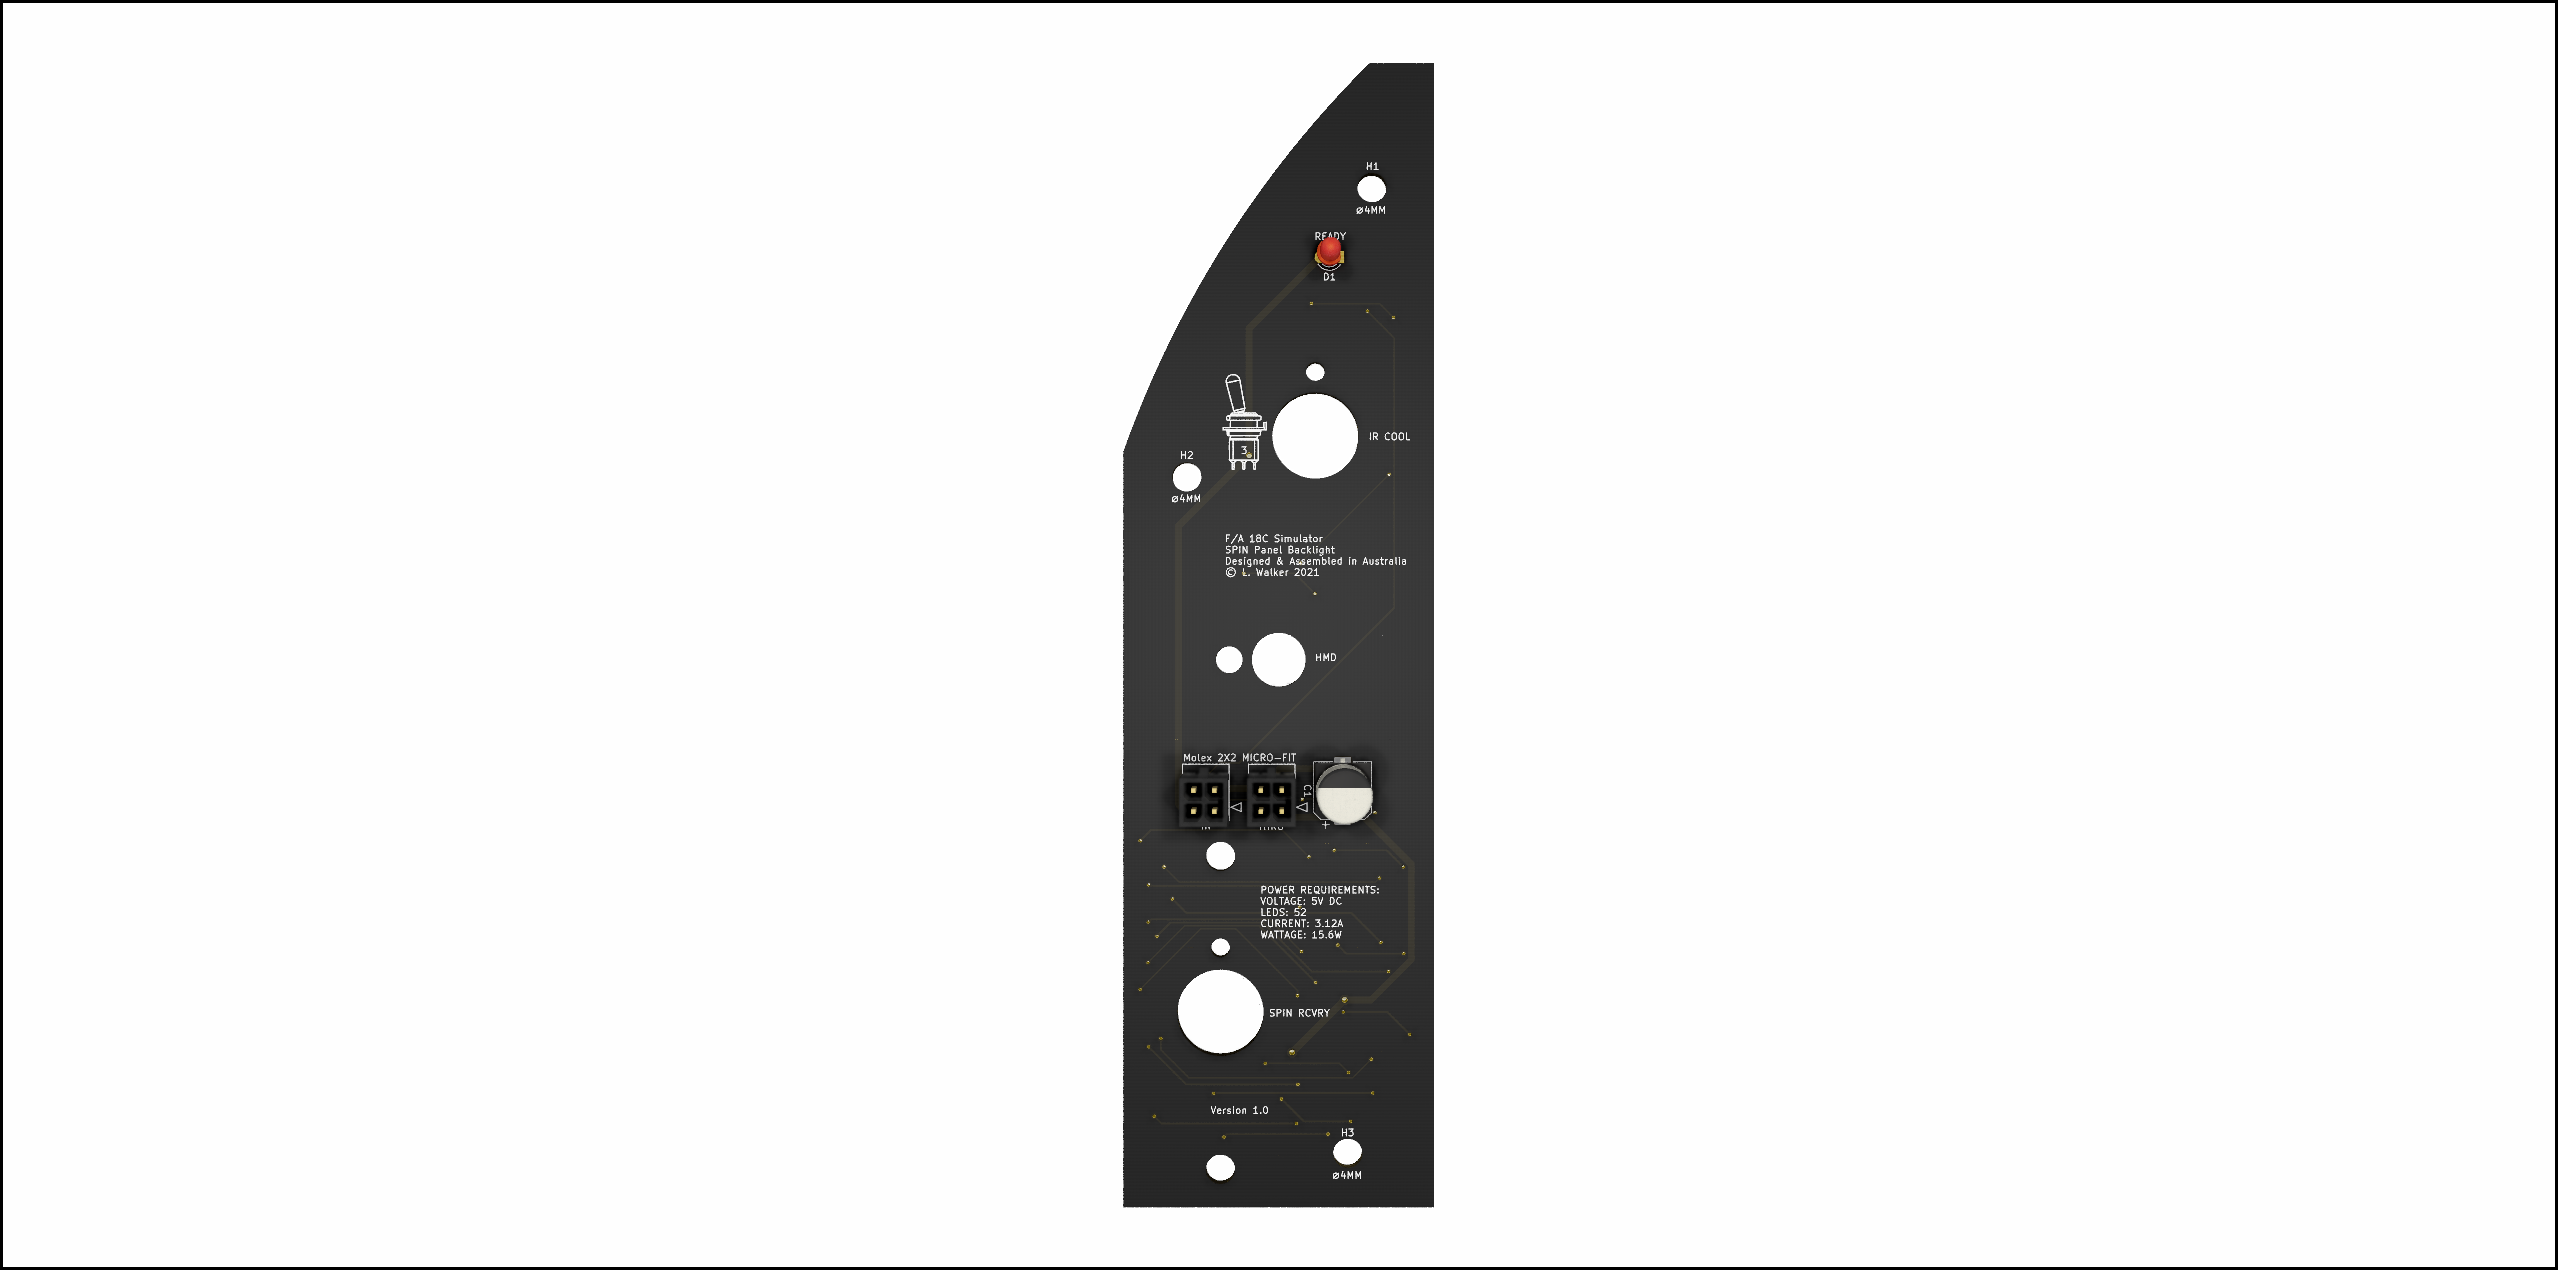 H1
ø4MM
READY
D1
3
IR COOL
H2
ø4MM
F/A 18C Simulator
SPIN Panel Backlight
Designed & Assembled in Australia
© L. Walker 2021
HMD
Molex 2X2 MICRO-FIT
C1
+
POWER REQUIREMENTS:
VOLTAGE: 5V DC
LEDS: 52
CURRENT: 3.12A
WATTAGE: 15.6W
SPIN RCVRY
Version 1.0
H3
ø4MM